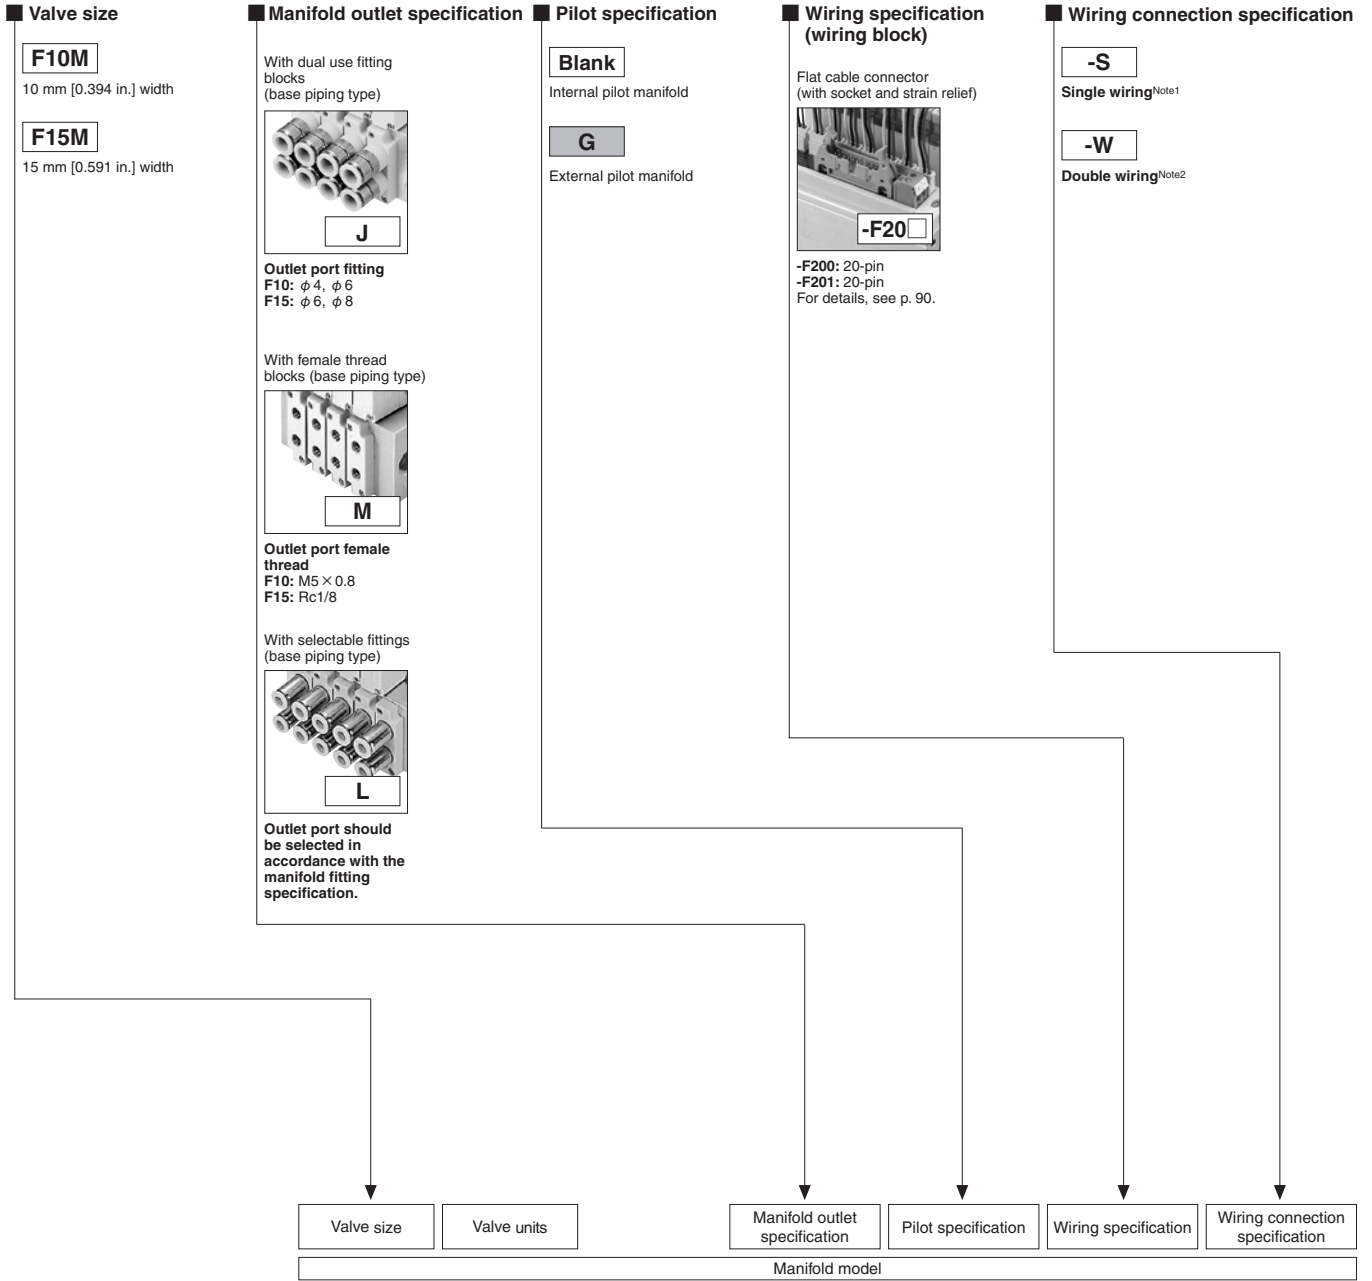 Valve size
F10M
10 mm [0.394 in.] width
F15M
15 mm [0.591 in.] width
Manifold outlet specification
With dual use fitting
blocks
(base piping type)
J
Outlet port fitting
F10: φ4, φ6
F15: φ6, φ8
With female thread
blocks (base piping type)
M
Outlet port female
thread
F10: M5×0.8
F15: Rc1/8
With selectable fittings
(base piping type)
L
Outlet port should
be selected in
accordance with the
manifold fitting
specification.
Pilot specification
Blank
Internal pilot manifold
G
External pilot manifold
Wiring specification
(wiring block)
Flat cable connector
(with socket and strain relief)
-F20□
-F200: 20-pin
-F201: 20-pin
For details, see p. 90.
Wiring connection specification
-S
Single wiringNote1
-W
Double wiringNote2
Valve size
Valve units
Manifold outlet
specification
Pilot specification
Wiring specification
Wiring connection
specification
Manifold model